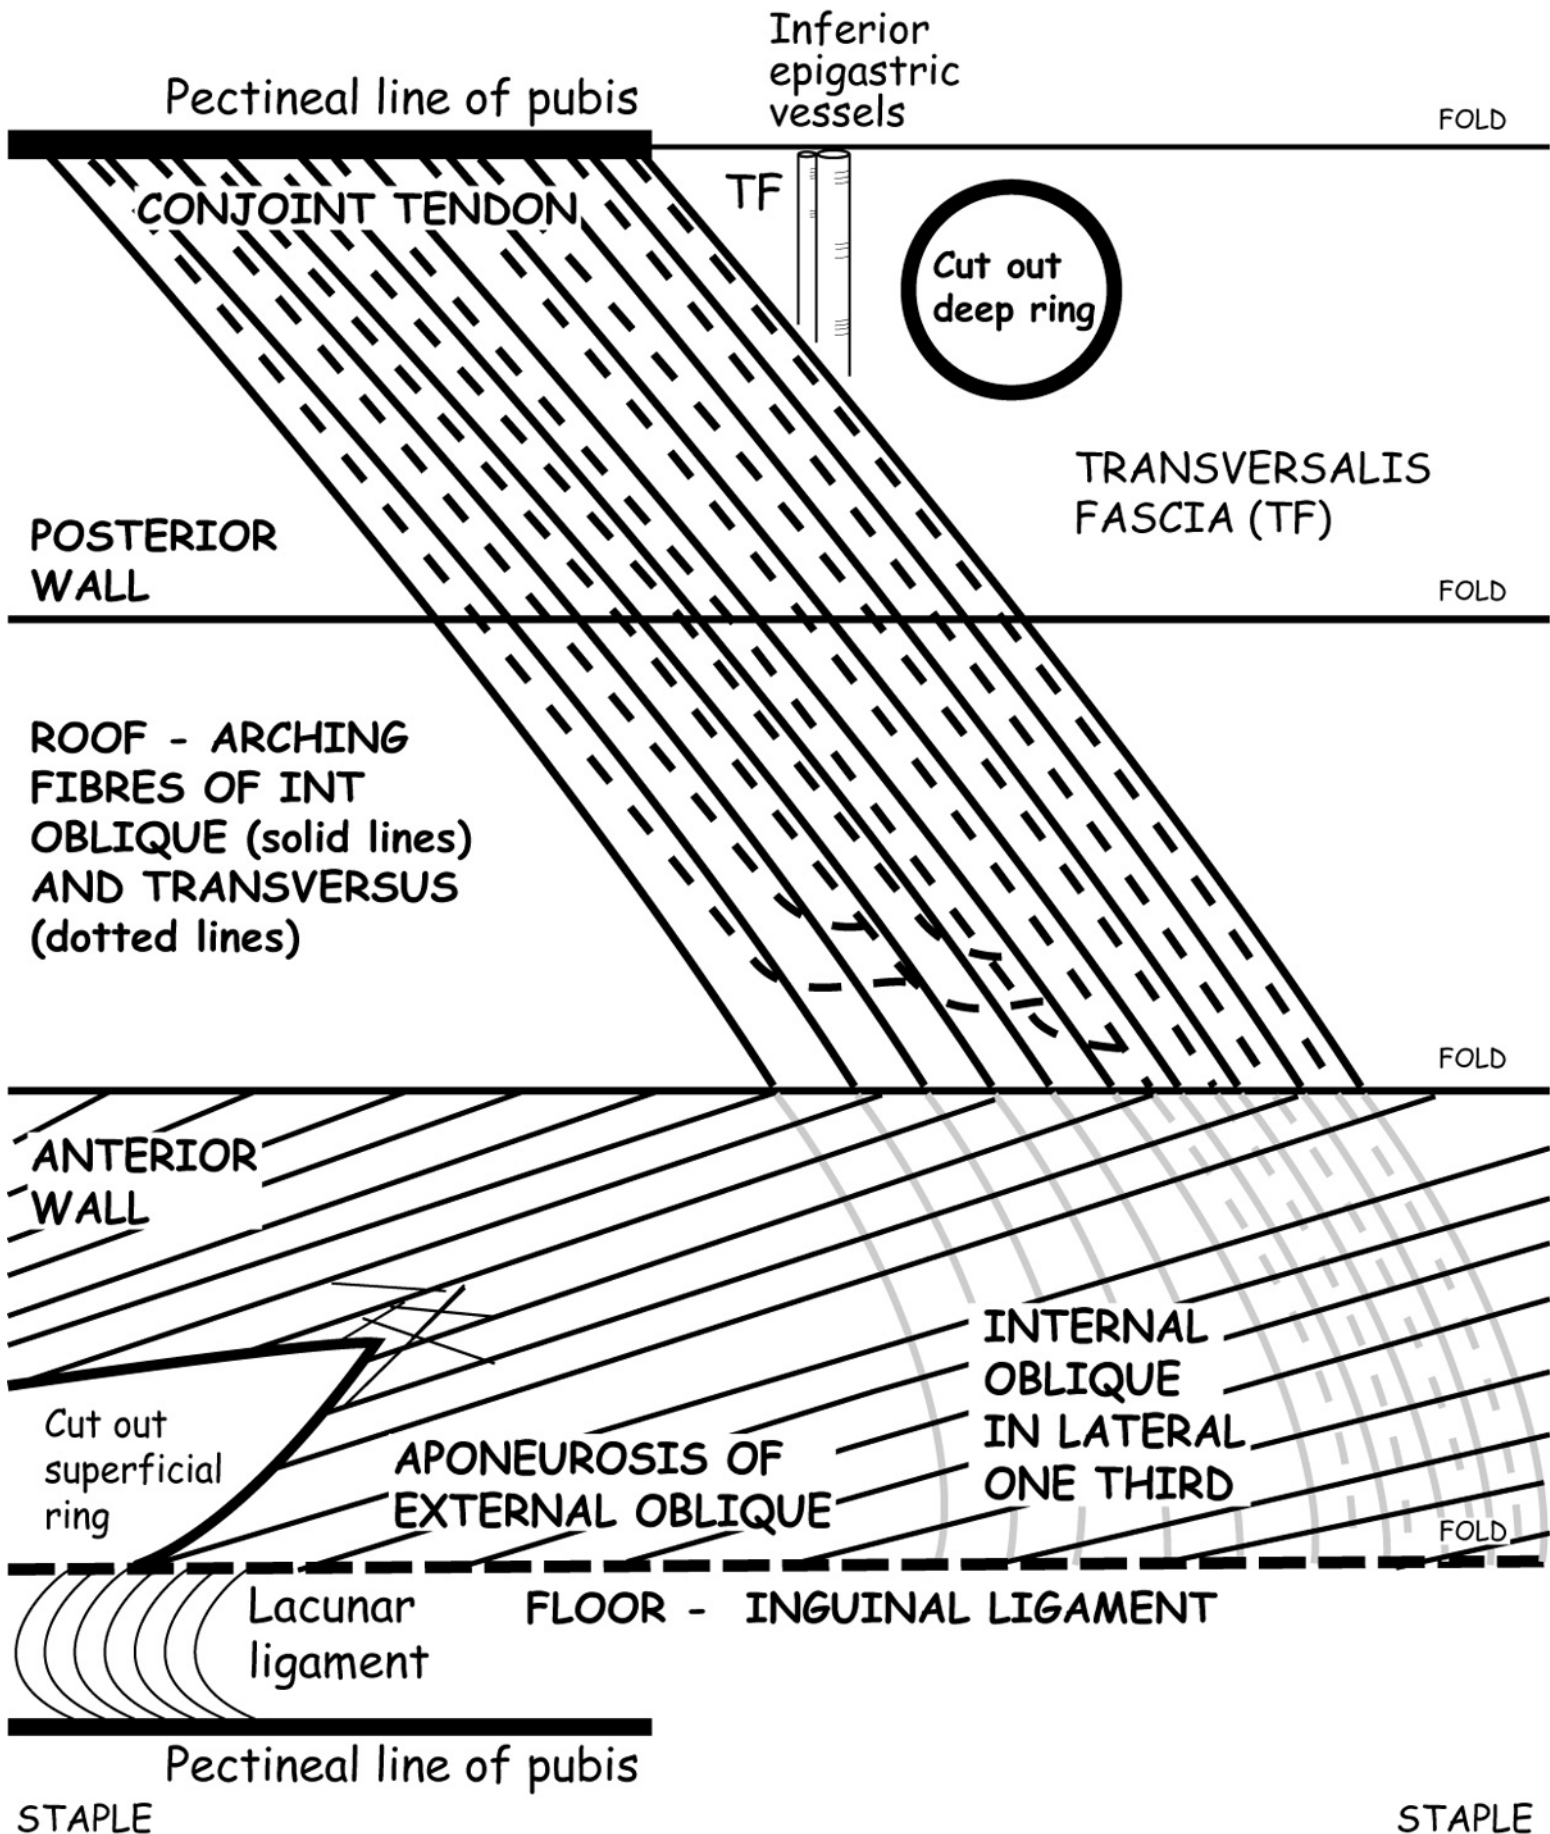 Inferior
epigastric
vessels
Pectineal line of pubis
FOLD
TF
CONJOINT TENDON
Cut out
deep ring
TRANSVERSALIS
FASCIA (TF)
POSTERIOR
WALL
FOLD
ROOF - ARCHING
FIBRES OF INT
OBLIQUE (solid lines)
AND TRANSVERSUS
(dotted lines)
FOLD
ANTERIOR
WALL
INTERNAL
OBLIQUE
IN LATERAL
ONE THIRD
Cut out
superficial
ring
APONEUROSIS OF
EXTERNAL OBLIQUE
FOLD
Lacunar
ligament
FLOOR - INGUINAL LIGAMENT
Pectineal line of pubis
STAPLE
STAPLE